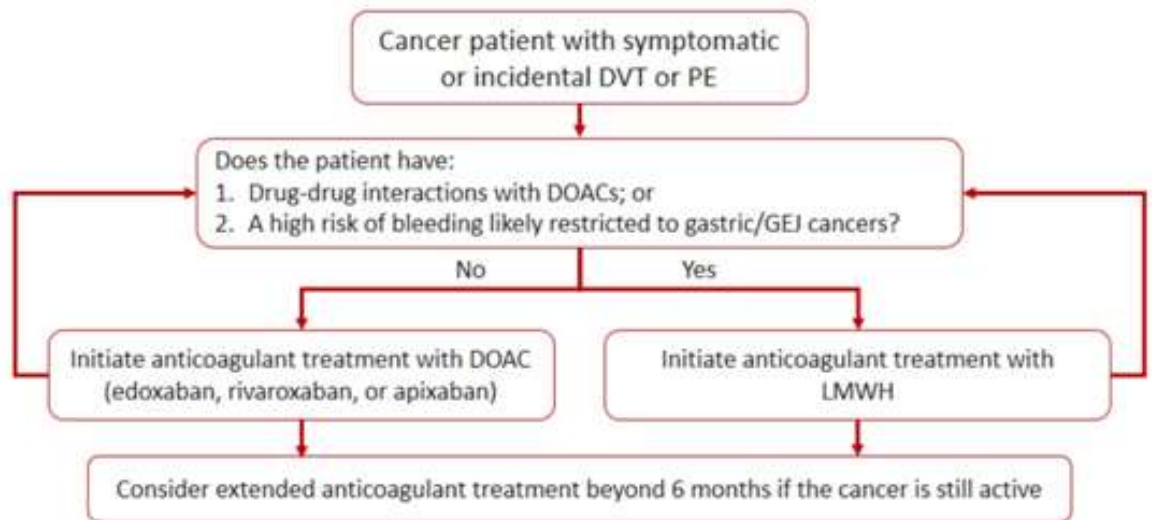 Cancer patient with symptomatic
or incidental DVT or PE
Does the patient have:
1. Drug-drug interactions with DOACs; or
2. A high risk of bleeding likely restricted to gastric/GEJ cancers?
No
Yes
Initiate anticoagulant treatment with DOAC
(edoxaban, rivaroxaban, or apixaban)
Initiate anticoagulant treatment with
LMWH
Consider extended anticoagulant treatment beyond 6 months if the cancer is still active